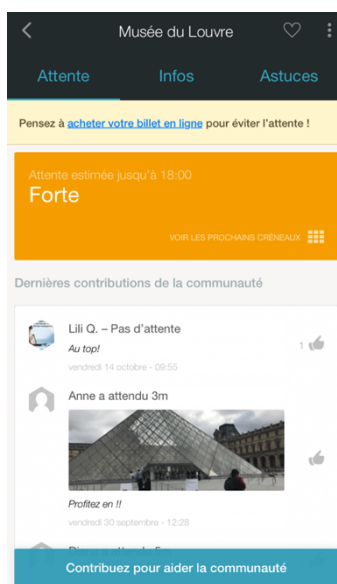 Musée du Louvre
Attente Infos Astuces
Pensez à acheter votre billet en ligne pour éviter l'attente !
Attente estimée jusqu'à 18:00
Forte
VOIR LES PROCHAINS CRÉNEAUX
Dernières contributions de la communauté
Lili Q. – Pas d'attente
Au top!
1
vendredi 14 octobre - 09:55
Anne a attendu 3m
Profitez en !!
vendredi 30 septembre - 12:28
Contribuez pour aider la communauté